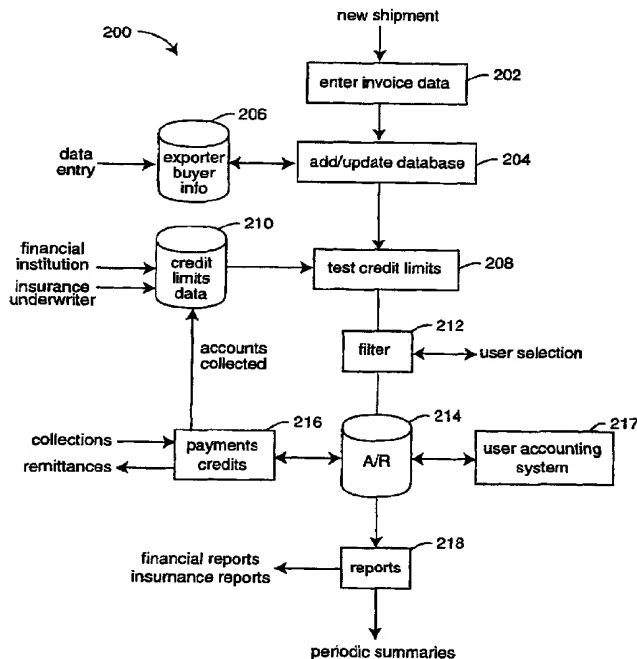 new shipment
200
enter invoice data
202
206
data
entry
exporter
buyer
info
add/update database
204
210
financial
institution
insurance
underwriter
credit
limits
data
test credit limits
208
212
filter
user selection
accounts
collected
216
214
217
collections
remittances
payments
credits
A/R
user accounting
system
218
financial reports
insurnance reports
reports
periodic summaries